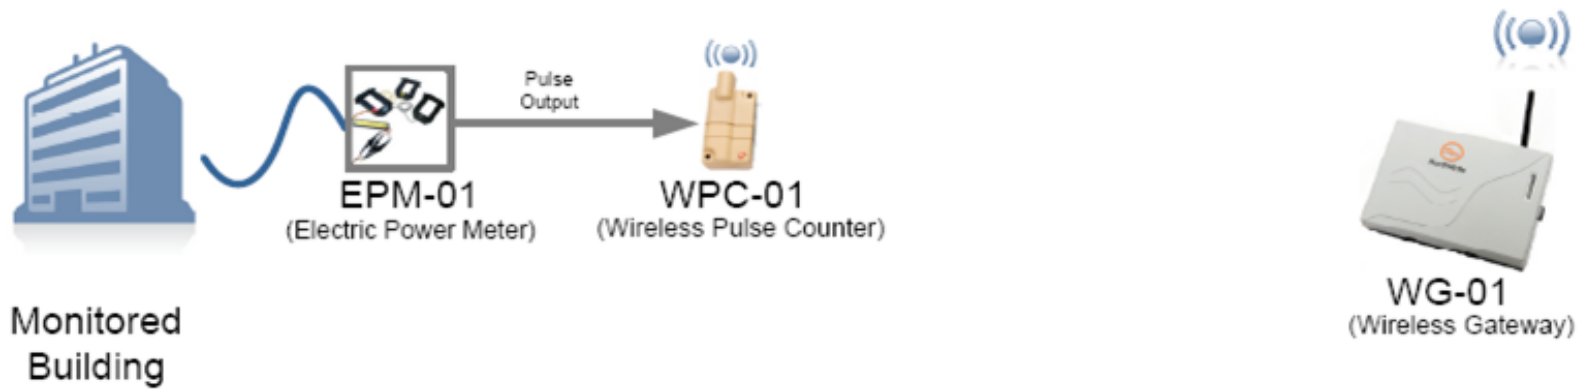 Pulse
Output
EPM-01
(Electric Power Meter)
WPC-01
(Wireless Pulse Counter)
WG-01
(Wireless Gateway)
Monitored
Building